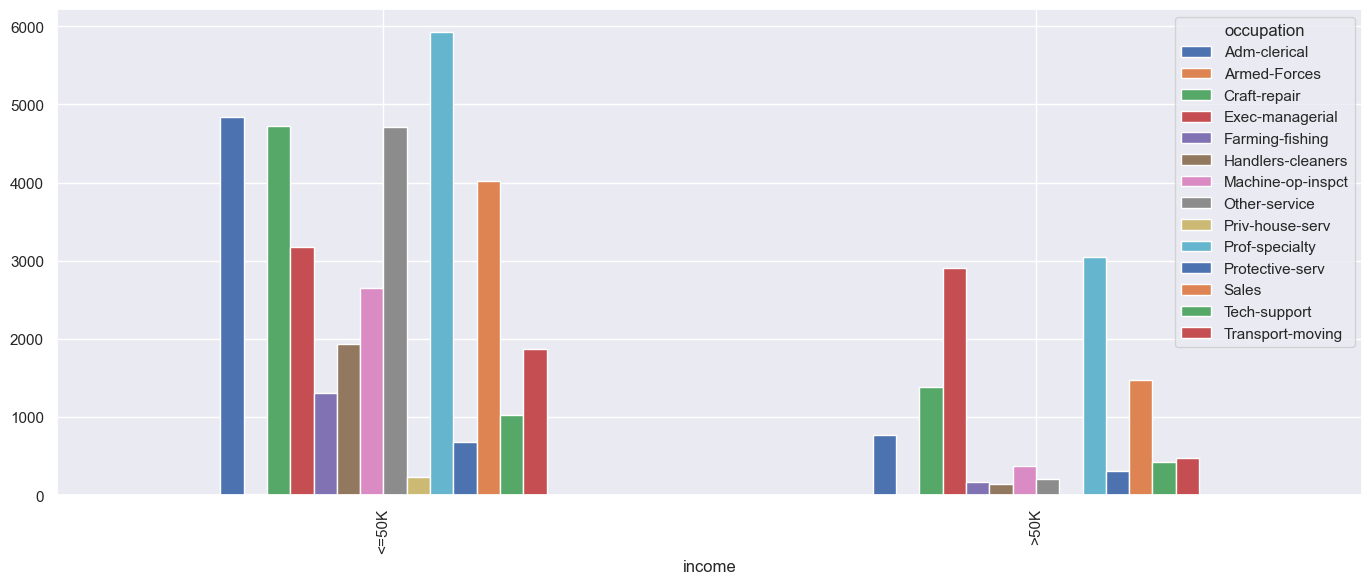 6000
5000
4000
3000
2000
1000
0
occupation
Adm-clerical
Armed-Forces
Craft-repair
Exec-managerial
Farming-fishing
Handlers-cleaners
Machine-op-inspct
Other-service
Priv-house-serv
Prof-specialty
Protective-serv
Sales
Tech-support
Transport-moving
<=50K
>50K
income